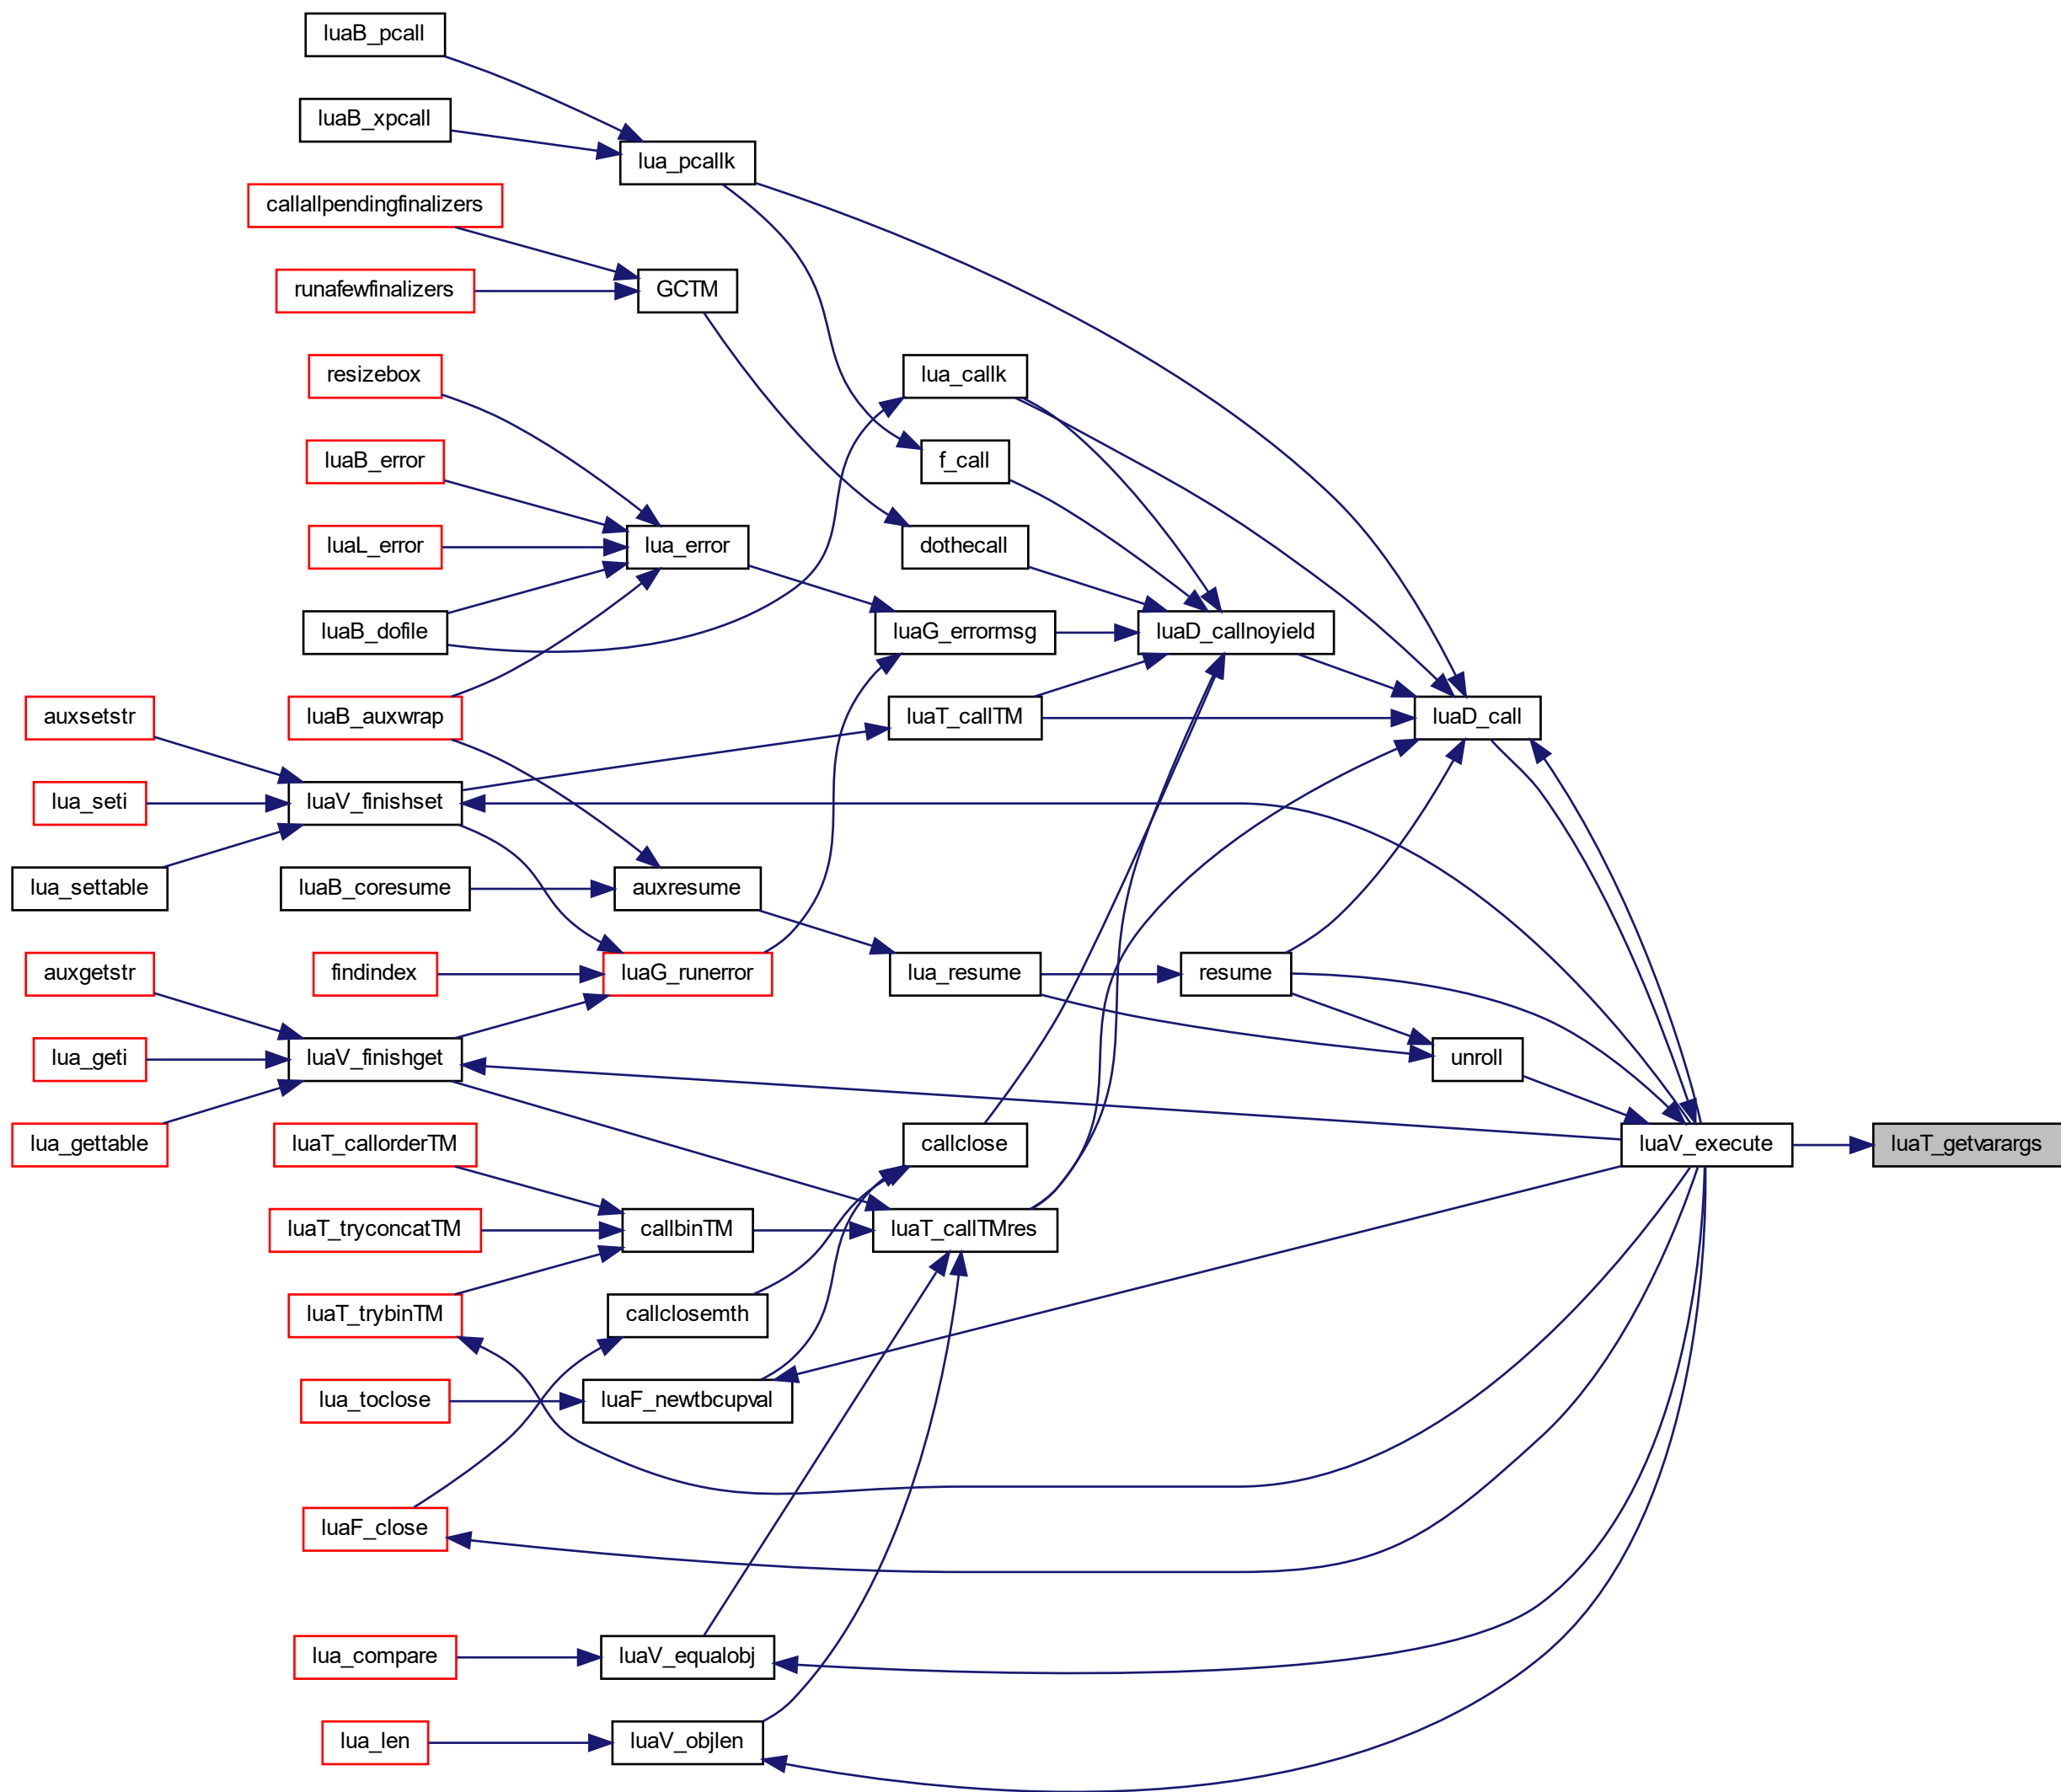 luaB_pcall
luaB_xpcall
lua_pcallk
callallpendingfinalizers
runafewfinalizers
GCTM
resizebox
lua_callk
luaB_error
f_call
luaL_error
lua_error
dothecall
luaB_dofile
luaG_errormsg
luaD_callnoyield
auxsetstr
luaB_auxwrap
luaT_callTM
luaD_call
lua_seti
luaV_finishset
lua_settable
luaB_coresume
auxresume
auxgetstr
findindex
luaG_runerror
lua_resume
resume
lua_geti
luaV_finishget
unroll
lua_gettable
luaT_callorderTM
callclose
luaV_execute
luaT_getvarargs
luaT_tryconcatTM
callbinTM
luaT_callTMres
luaT_trybinTM
callclosemth
lua_toclose
luaF_newtbcupval
luaF_close
lua_compare
luaV_equalobj
lua_len
luaV_objlen